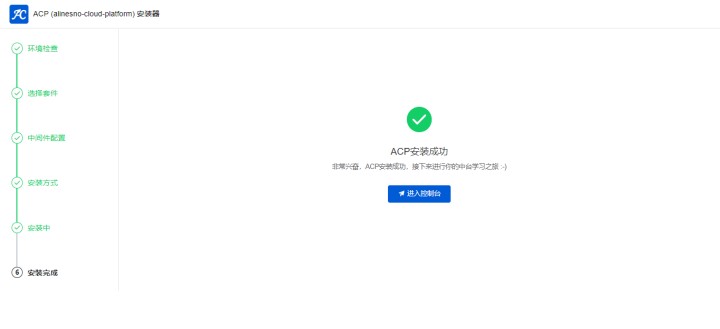 AC
ACP (alinesno-cloud-platform) 安装器
环境检查
选择套件
中间件配置
安装方式
安装中
6 安装完成
ACP安装成功
非常兴奋，ACP安装成功，接下来进行你的中台学习之旅 :-)
进入控制台